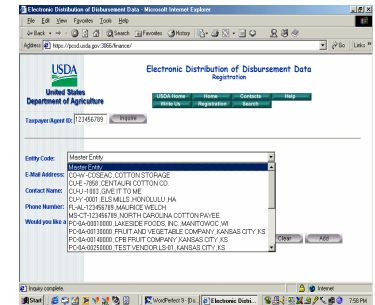 Electronic Distribution of Disbursement Data - Microsoft Internet Explorer
File Edit View Favorites Tools Help
Back Search Favorites History
Address https://pcsd.usda.gov:3066/finance/ Go Links
USDA
United States
Department of Agriculture
Electronic Distribution of Disbursement Data
Registration
USDA Home Home Contacts Help
Write Us Registration Search
Taxpayer/Agent ID: 123456789 Inquire
Entity Code: Master Entity
Master Entity
E-Mail Address: CO-W-COSEAC, COTTON STORAGE
CU-E-7858, CENTAURI COTTON CO.
Contact Name: CU-U-1003, GIVE IT TO ME
CU-Y-0001, ELS MILLS, HONOLULU, HA
Phone Number: FL-AL-123456789, MAURICE WELCH
MS-CT-123456789, NORTH CAROLINA COTTON PAYEE
Would you like a PC-0A-00010000, LAKESIDE FOODS, INC., MANITOWOC, WI
PC-0A-00130000, FRUIT AND VEGETABLE COMPANY, KANSAS CITY, KS
PC-0A-00140000, CPB FRUIT COMPANY, KANSAS CITY, KS
PC-0A-00250000, TEST VENDOR LS-01, KANSAS CITY, KS
Clear Add
Inquiry complete. Internet
Start WordPerfect 9 - [Do... Electronic Distri... 7:58 PM